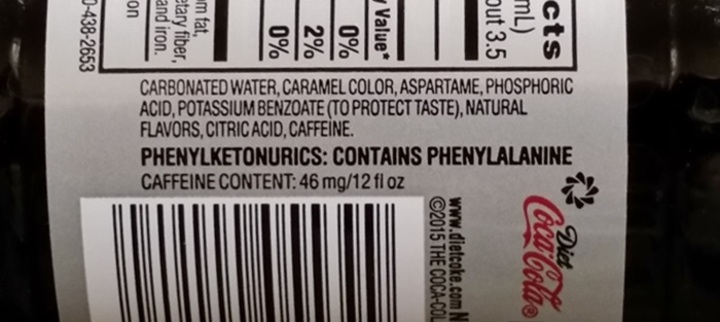 cts
mL)
out 3.5
y Value*
0%
2%
0%
m fat,
etary fiber,
and iron.
on
0-438-2653
CARBONATED WATER, CARAMEL COLOR, ASPARTAME, PHOSPHORIC
ACID, POTASSIUM BENZOATE (TO PROTECT TASTE), NATURAL
FLAVORS, CITRIC ACID, CAFFEINE.
PHENYLKETONURICS: CONTAINS PHENYLALANINE
CAFFEINE CONTENT: 46 mg/12 fl oz
www.dietcoke.com N
©2015 THE COCA-COL
Diet
Coca-Cola®